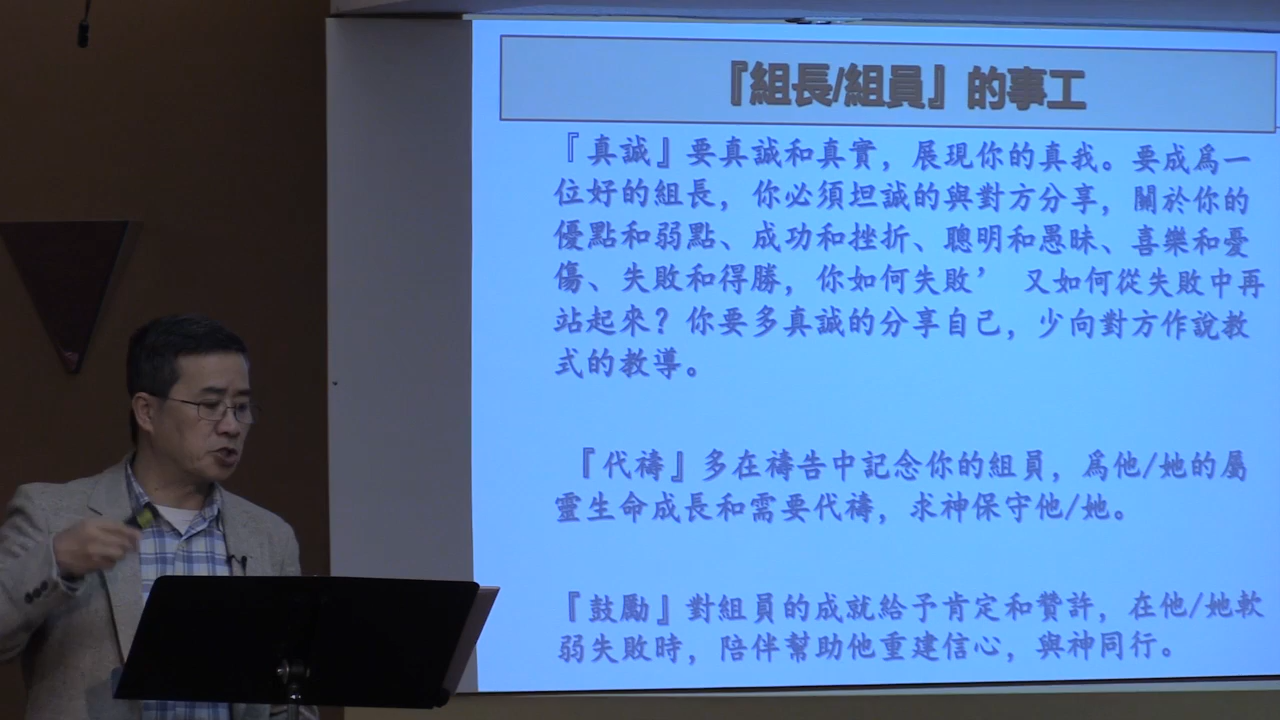 『組長/組員』的事工
『真誠』要真誠和真實，展現你的真我。要成爲一
位好的組長，你必須坦誠的與對方分享，關於你的
優點和弱點、成功和挫折、聰明和愚昧、喜樂和憂
傷、失敗和得勝，你如何失敗’ 又如何從失敗中再
站起來？你要多真誠的分享自己，少向對方作說教
式的教導。
『代禱』多在禱告中記念你的組員，爲他/她的屬
靈生命成長和需要代禱，求神保守他/她。
『鼓勵』對組員的成就給予肯定和贊許，在他/她軟
弱失敗時，陪伴幫助他重建信心，與神同行。